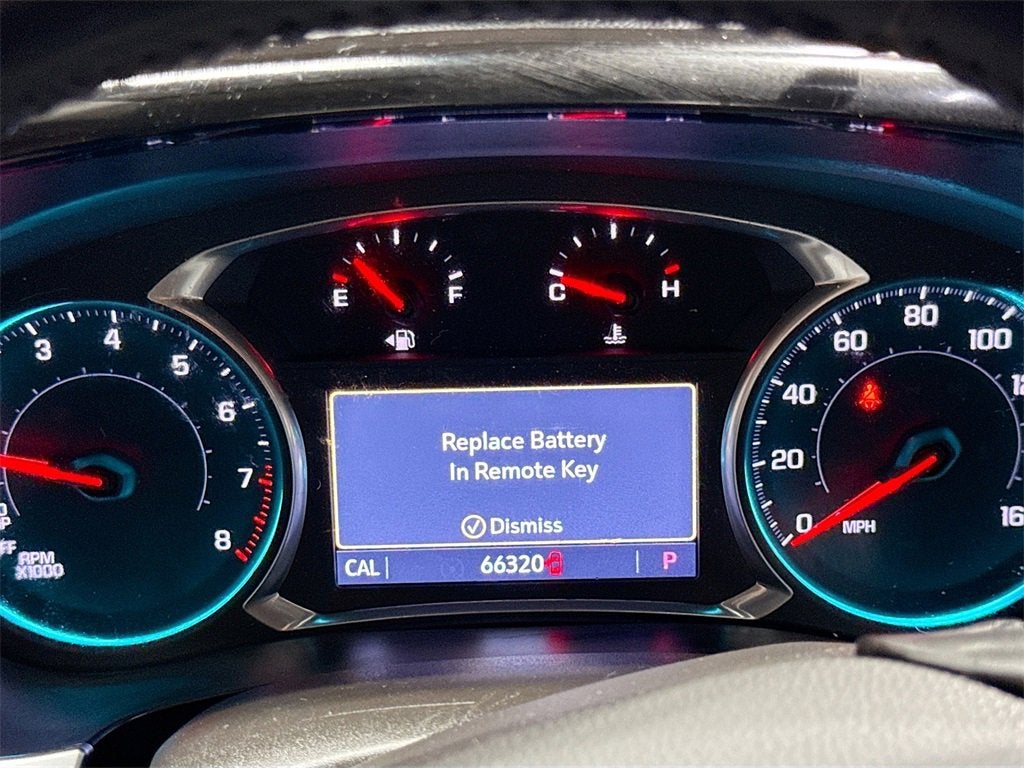 E
F
C
H
3
4
5
6
7
8
RPM
X1000
Replace Battery
In Remote Key
Dismiss
CAL
66320
P
0
20
40
60
80
100
MPH